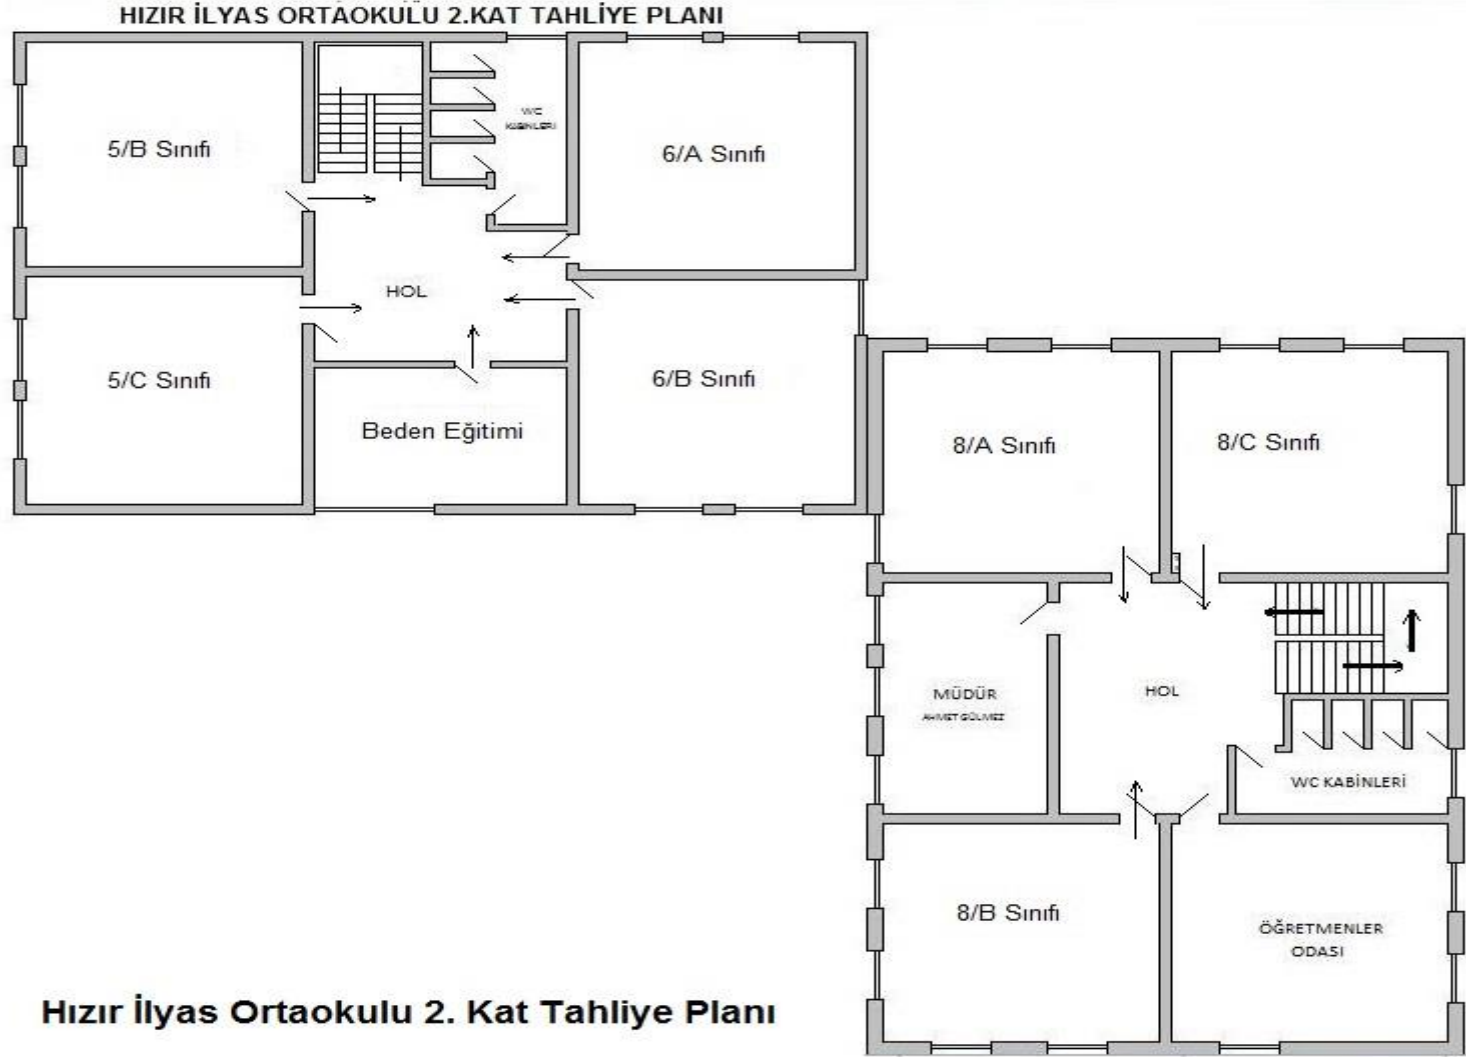 HIZIR İLYAS ORTAOKULU 2.KAT TAHLİYE PLANI
5/B Sınıfı
WC
KABİNLERİ
6/A Sınıfı
HOL
5/C Sınıfı
Beden Eğitimi
6/B Sınıfı
8/A Sınıfı
8/C Sınıfı
MÜDÜR
AHMET GÜLMEZ
HOL
WC KABİNLERİ
8/B Sınıfı
ÖĞRETMENLER
ODASI
Hızır İlyas Ortaokulu 2. Kat Tahliye Planı